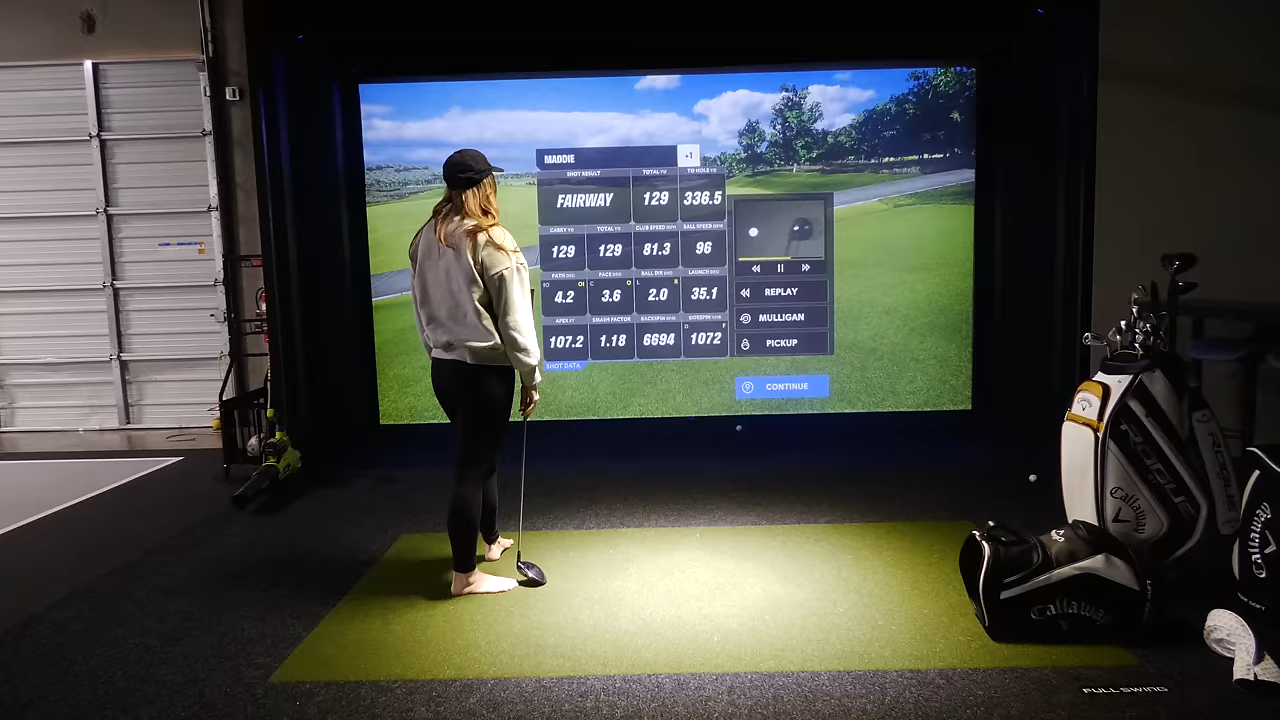 MADDIE +1
SHOT RESULT TOTAL YD TO HOLE YD
FAIRWAY 129 336.5
CARRY YD TOTAL YD CLUB SPEED MPH BALL SPEED MPH
129 129 81.3 96
PATH DEG FACE DEG BALL DIR DEG LAUNCH DEG
IO OI C O L R
4.2 3.6 2.0 35.1
APEX FT SMASH FACTOR BACKSPIN RPM SIDESPIN RPM
D F
107.2 1.18 6694 1072
SHOT DATA
REPLAY
MULLIGAN
PICKUP
CONTINUE
ROGUE
Callaway
ROGUE
Callaway
Callaway
FULL SWING